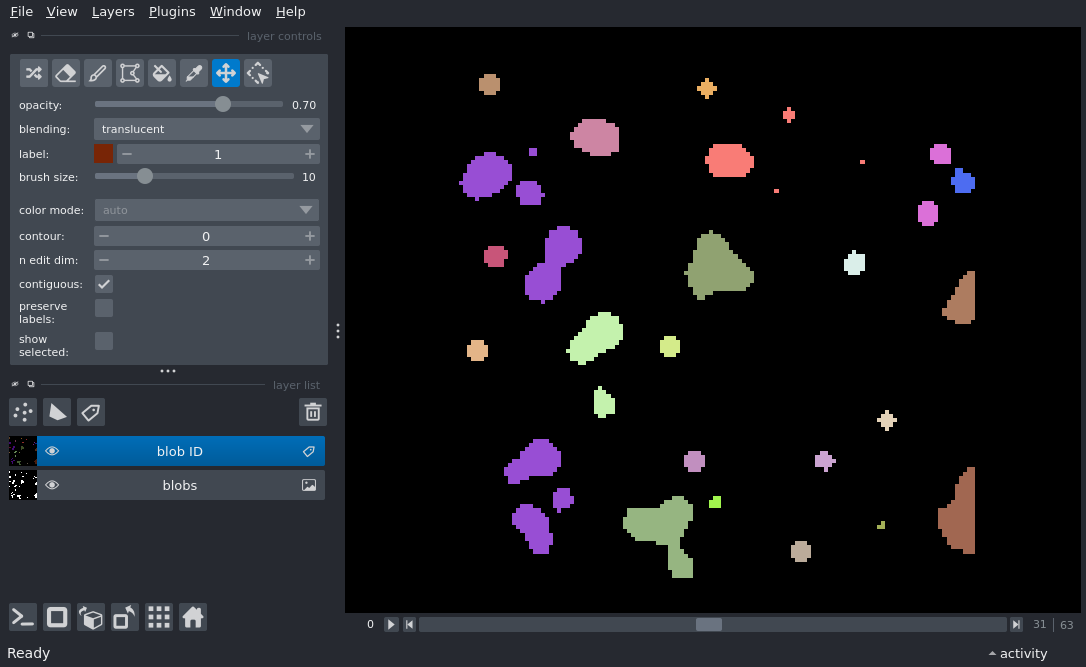 File View Layers Plugins Window Help
layer controls
opacity: 0.70
blending: translucent
label: 1
brush size: 10
color mode: auto
contour: 0
n edit dim: 2
contiguous:
preserve
labels:
show
selected:
layer list
blob ID
blobs
0 31 | 63
Ready activity